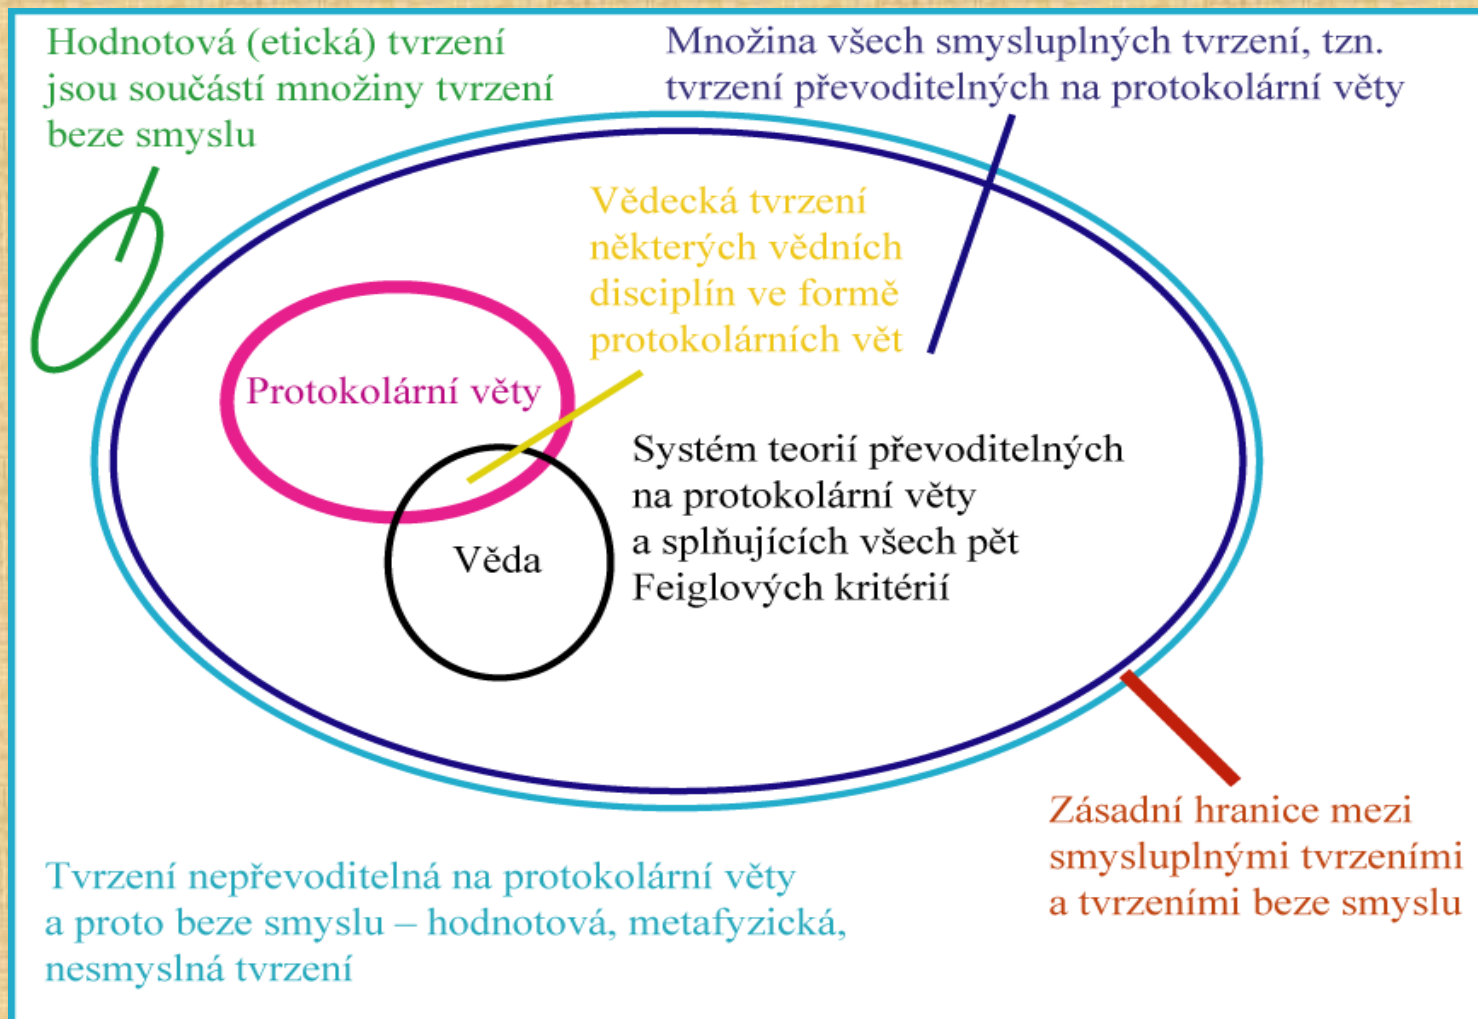 Hodnotová (etická) tvrzení
jsou součástí množiny tvrzení
beze smyslu
Množina všech smysluplných tvrzení, tzn.
tvrzení převoditelných na protokolární věty
Vědecká tvrzení
některých vědních
disciplín ve formě
protokolárních vět
Protokolární věty
Systém teorií převoditelných
na protokolární věty
a splňujících všech pět
Feiglových kritérií
Věda
Zásadní hranice mezi
smysluplnými tvrzeními
a tvrzeními beze smyslu
Tvrzení nepřevoditelná na protokolární věty
a proto beze smyslu – hodnotová, metafyzická,
nesmyslná tvrzení